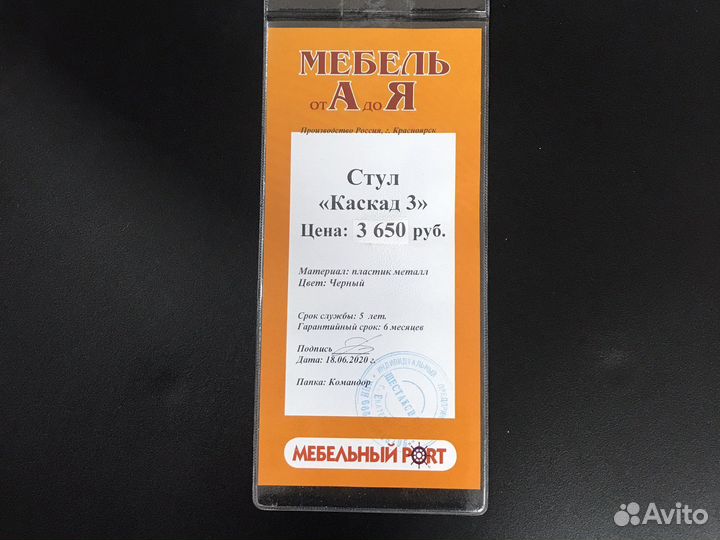 МЕБЕЛЬ
от А до Я
Производство Россия, г. Красноярск
Стул
«Каскад 3»
Цена: 3 650 руб.
Материал: пластик металл
Цвет: Черный
Срок службы: 5 лет.
Гарантийный срок: 6 месяцев
Подпись
Дата: 18.06.2020 г.
Папка: Командор
ИНДИВИДУАЛЬНЫЙ
МЕБЕЛЬНЫЙ PORT
Avito